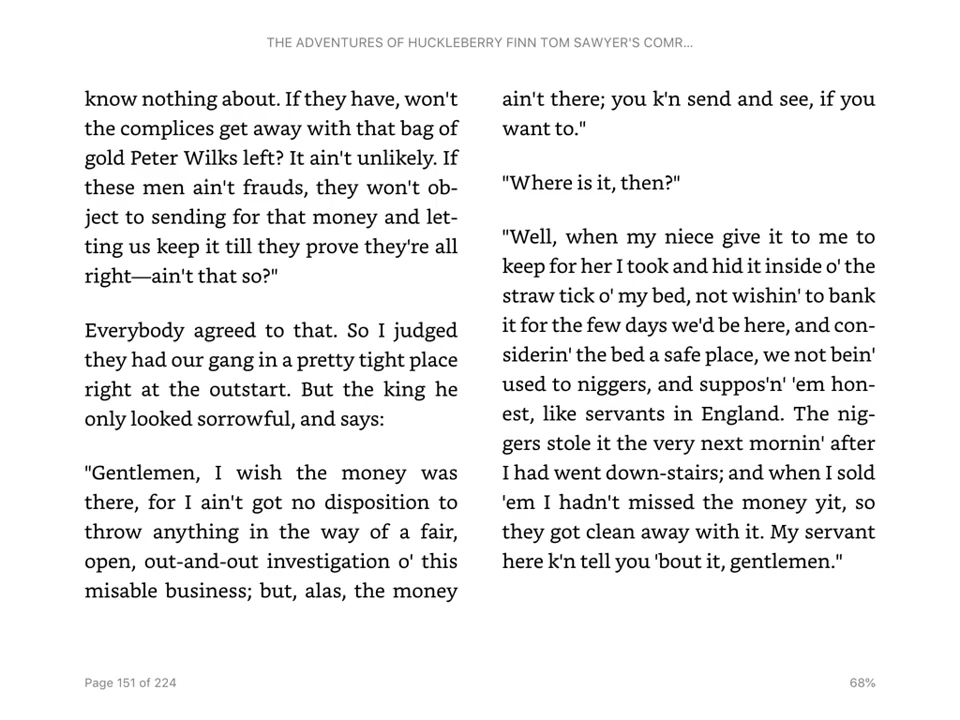 THE ADVENTURES OF HUCKLEBERRY FINN TOM SAWYER'S COMR...
know nothing about. If they have, won't
the complices get away with that bag of
gold Peter Wilks left? It ain't unlikely. If
these men ain't frauds, they won't ob-
ject to sending for that money and let-
ting us keep it till they prove they're all
right—ain't that so?"
Everybody agreed to that. So I judged
they had our gang in a pretty tight place
right at the outstart. But the king he
only looked sorrowful, and says:
"Gentlemen, I wish the money was
there, for I ain't got no disposition to
throw anything in the way of a fair,
open, out-and-out investigation o' this
misable business; but, alas, the money
ain't there; you k'n send and see, if you
want to."
"Where is it, then?"
"Well, when my niece give it to me to
keep for her I took and hid it inside o' the
straw tick o' my bed, not wishin' to bank
it for the few days we'd be here, and con-
siderin' the bed a safe place, we not bein'
used to niggers, and suppos'n' 'em hon-
est, like servants in England. The nig-
gers stole it the very next mornin' after
I had went down-stairs; and when I sold
'em I hadn't missed the money yit, so
they got clean away with it. My servant
here k'n tell you 'bout it, gentlemen."
Page 151 of 224
68%